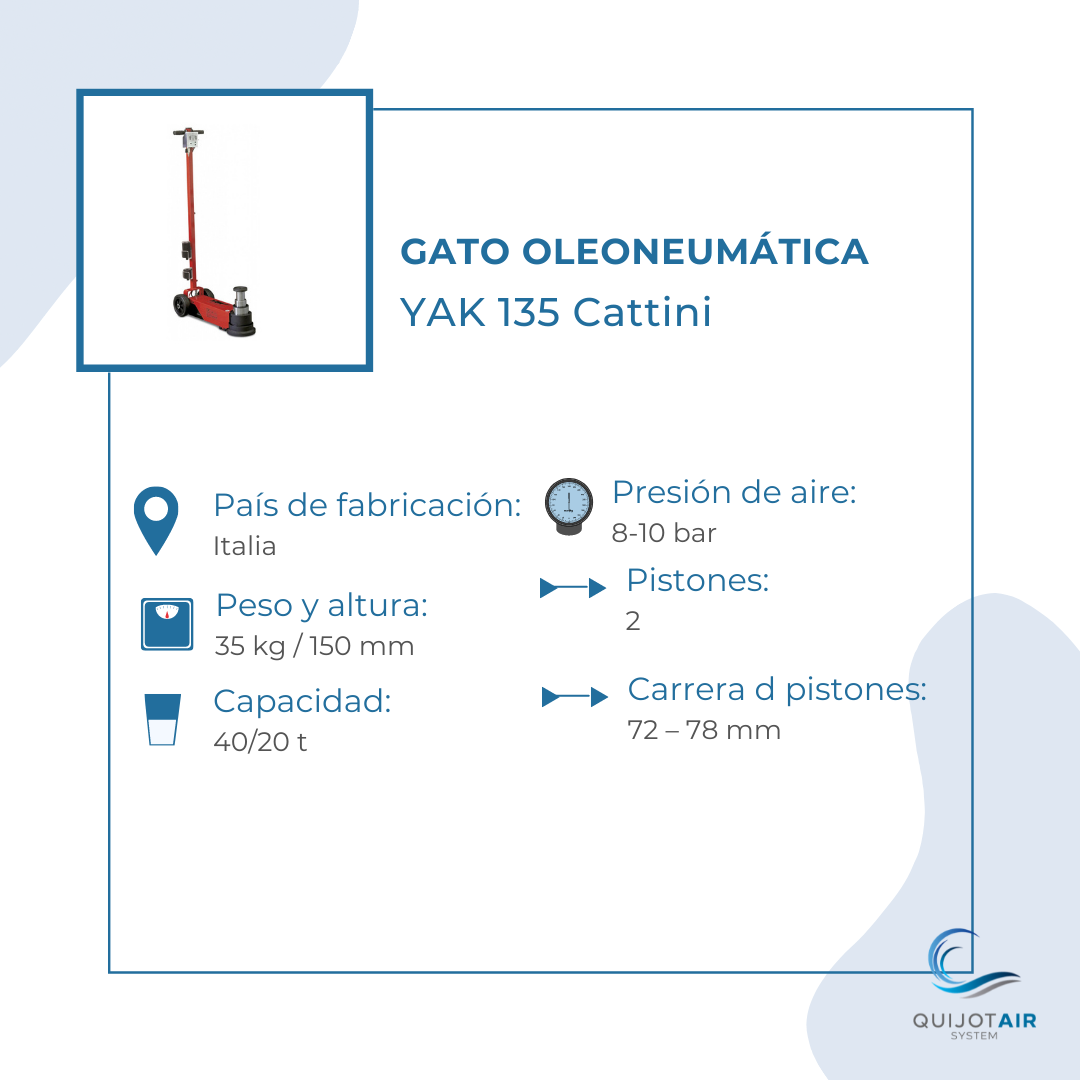 GATO OLEONEUMÁTICA
YAK 135 Cattini
País de fabricación:
Italia
Peso y altura:
35 kg / 150 mm
Capacidad:
40/20 t
Presión de aire:
8-10 bar
Pistones:
2
Carrera d pistones:
72 – 78 mm
QUIJOTAIR
SYSTEM